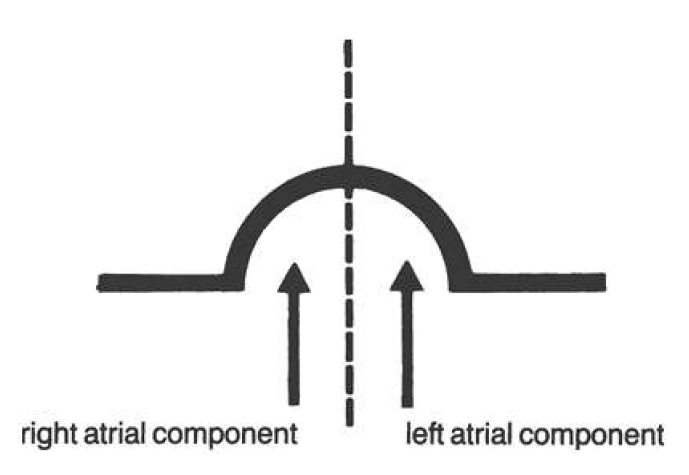 right atrial component
left atrial component